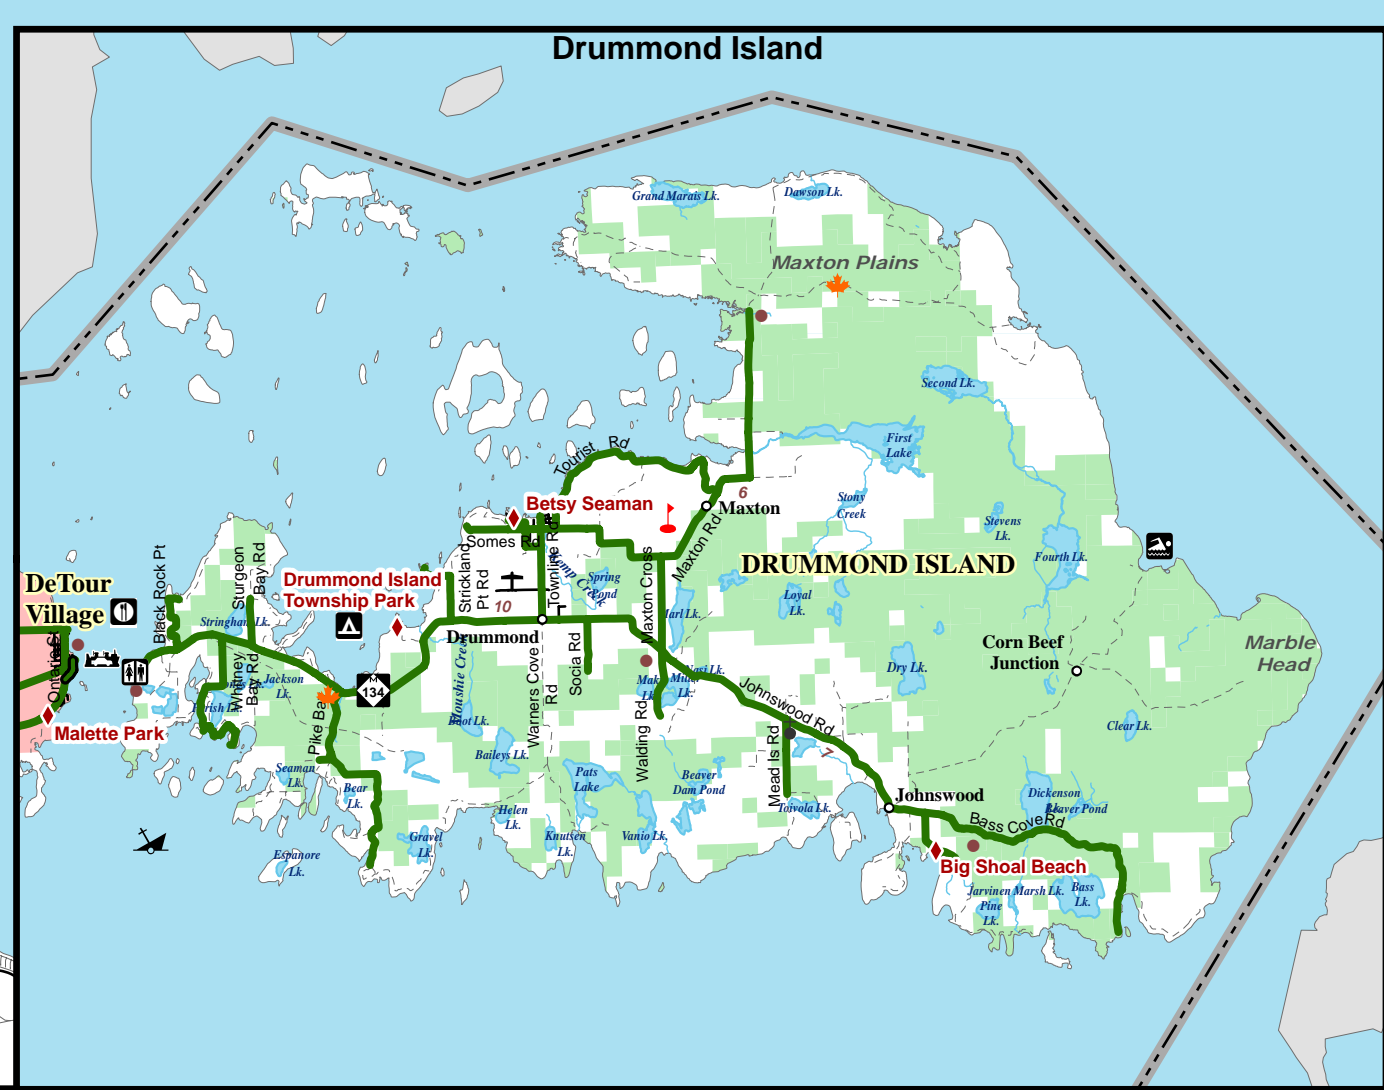 Drummond Island
Grand Marais Lk.
Dawson Lk.
Maxton Plains
Second Lk.
First
Lake
Tourist Rd
6
Maxton
Stony
Creek
Stevens
Lk.
Fourth Lk.
Betsy Seaman
Somes Rd
Townline Rd
Maxton Rd
Maxton Cross
DRUMMOND ISLAND
DeTour
Village
Black Rock Pt
Sturgeon
Bay Rd
Drummond Island
Township Park
Strickland
Pt Rd
10
Spring
Pond
Loyal
Lk.
Drummond
Corn Beef
Junction
Marble
Head
Ontario St
Whitney
Bay Rd
Jackson
Lk.
134
M
Dry Lk.
Malette Park
Warners Cove
Rd
Socia Rd
Walding Rd
Johnswood Rd
7
Mead Is Rd
Clear Lk.
Seaman
Lk.
Bear
Lk.
Baileys Lk.
Pats
Lake
Beaver
Dam Pond
Toivola Lk.
Johnswood
Dickenson
Beaver Pond
Bass Cove Rd
Helen
Lk.
Knutsen
Lk.
Vanio Lk.
Gravel
Lk.
Espanore
Lk.
Big Shoal Beach
Jarvinen
Marsh Lk.
Bass
Lk.
Pine
Lk.